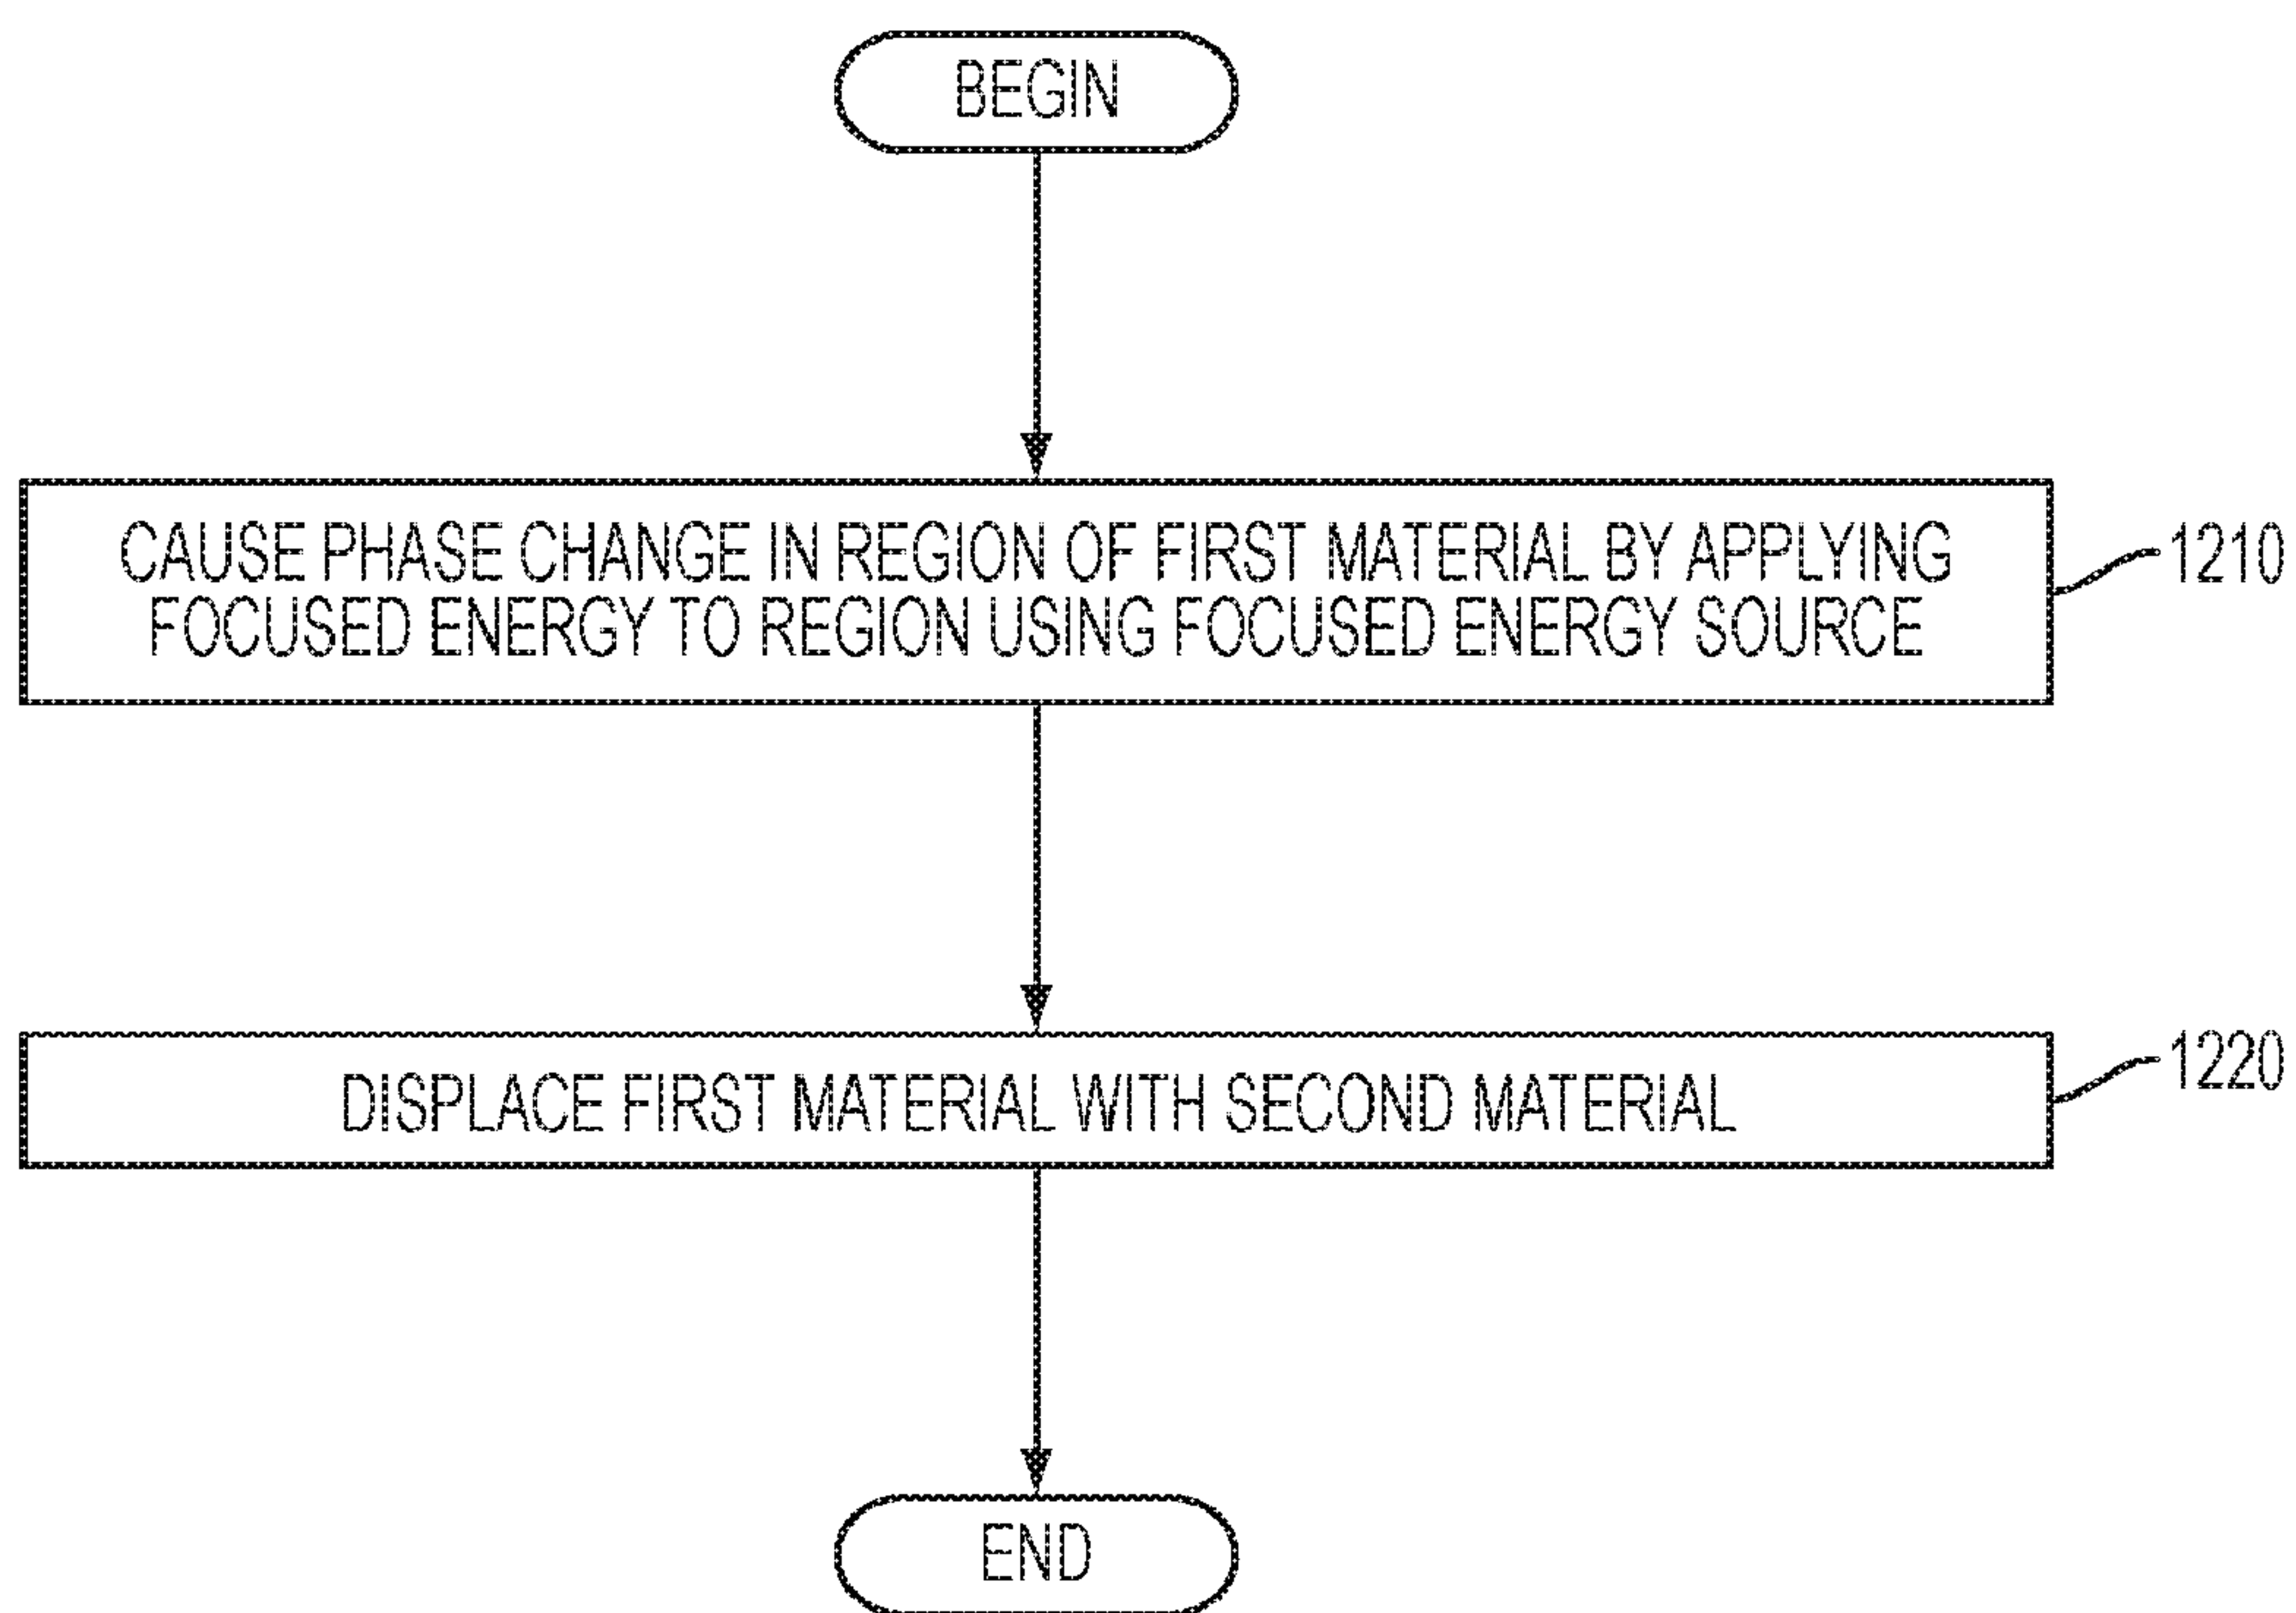 BEGIN
CAUSE PHASE CHANGE IN REGION OF FIRST MATERIAL BY APPLYING
FOCUSED ENERGY TO REGION USING FOCUSED ENERGY SOURCE
1210
DISPLACE FIRST MATERIAL WITH SECOND MATERIAL
1220
END